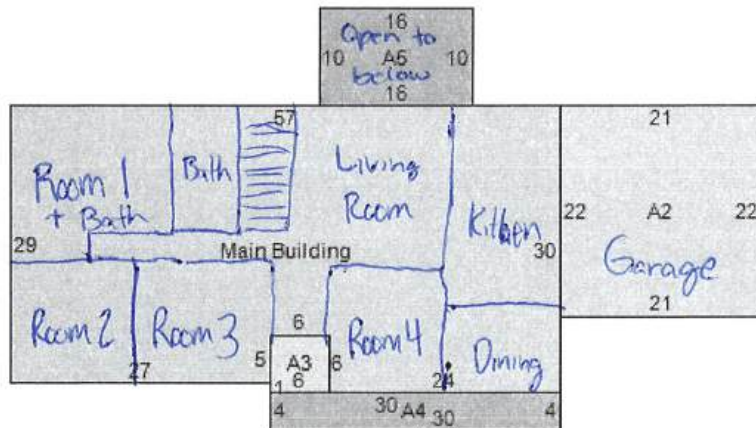 16
Open to
10 A5 10
below
16
57
21
Bath
Living
Room 1
Room
+ Bath
Kitchen
22 A2 22
29
Main Building
30
Garage
21
6
Room 2
Room 3
Room 4
5
A3
6
Dining
27
1 6
24
4
30 A4 30
4